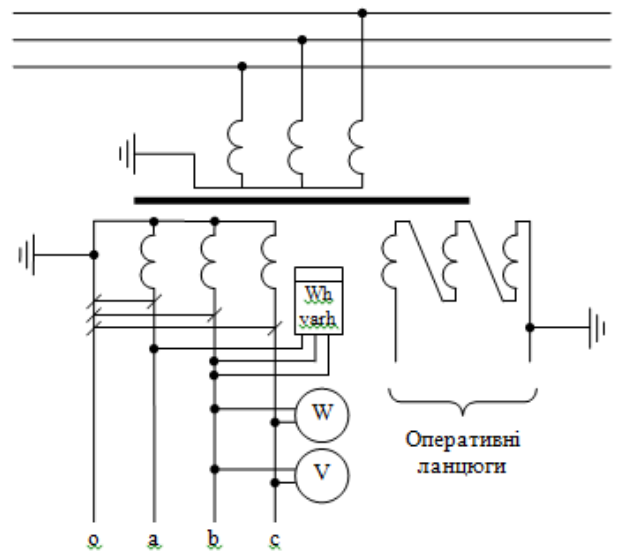 Wh
varh
W
V
Оперативні
ланцюги
o a b c